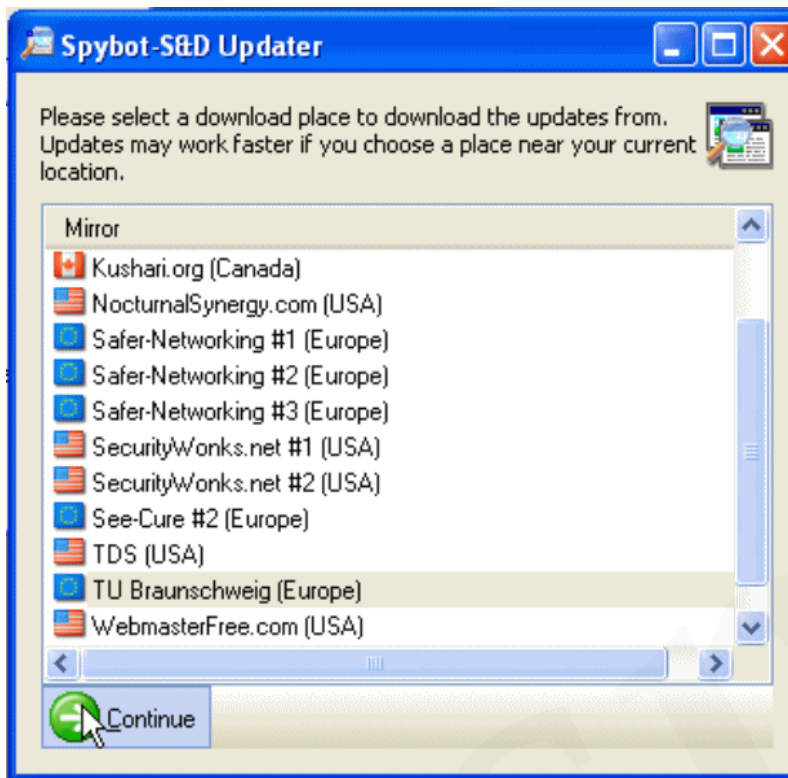 Spybot-S&D Updater
Please select a download place to download the updates from.
Updates may work faster if you choose a place near your current
location.
Mirror
Kushari.org (Canada)
NocturnalSynergy.com (USA)
Safer-Networking #1 (Europe)
Safer-Networking #2 (Europe)
Safer-Networking #3 (Europe)
SecurityWonks.net #1 (USA)
SecurityWonks.net #2 (USA)
See-Cure #2 (Europe)
TDS (USA)
TU Braunschweig (Europe)
WebmasterFree.com (USA)
Continue